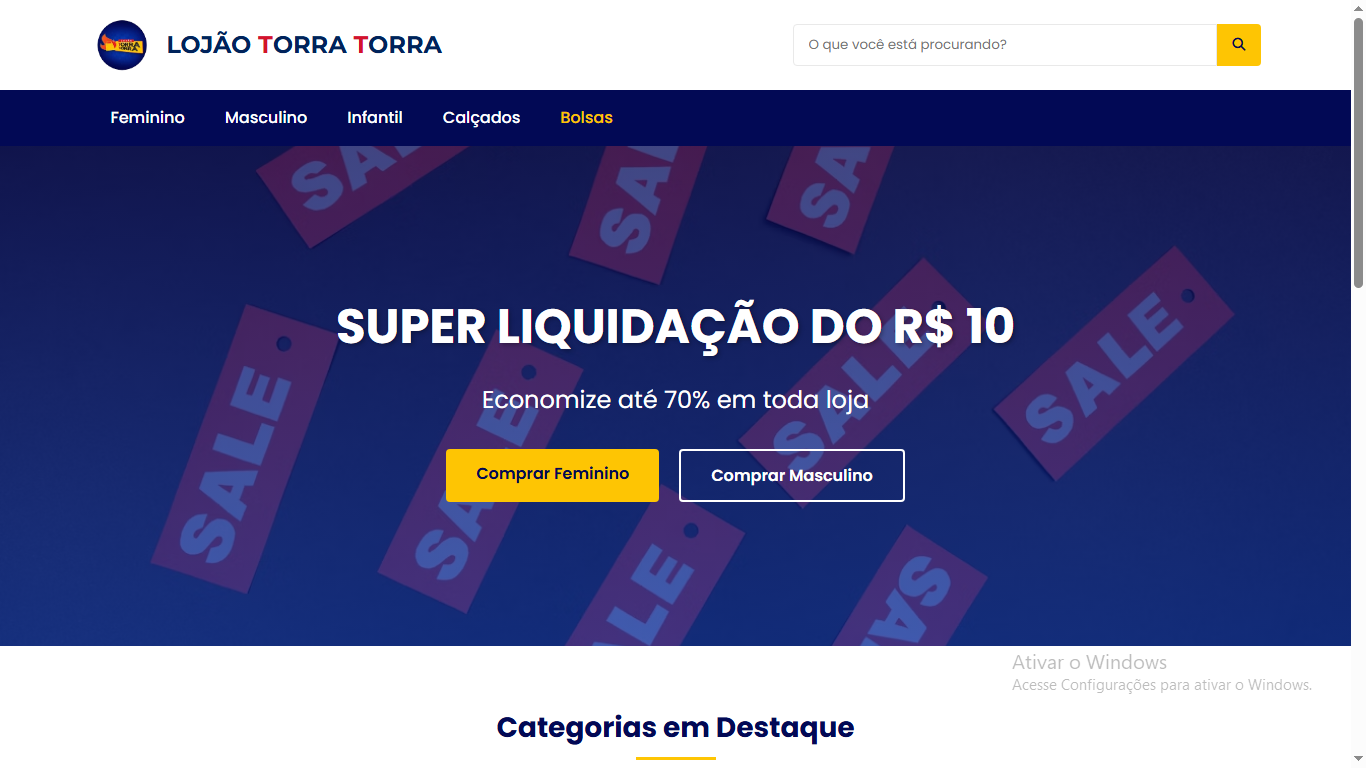 TORRA
TORRA
LOJÃO TORRA TORRA
O que você está procurando?
Feminino Masculino Infantil Calçados Bolsas
SALE
SALE
SALE
SUPER LIQUIDAÇÃO DO R$ 10
Economize até 70% em toda loja
Comprar Feminino Comprar Masculino
SALE
SALE
SALE
SALE
SALE
SALE
Ativar o Windows
Acesse Configurações para ativar o Windows.
Categorias em Destaque